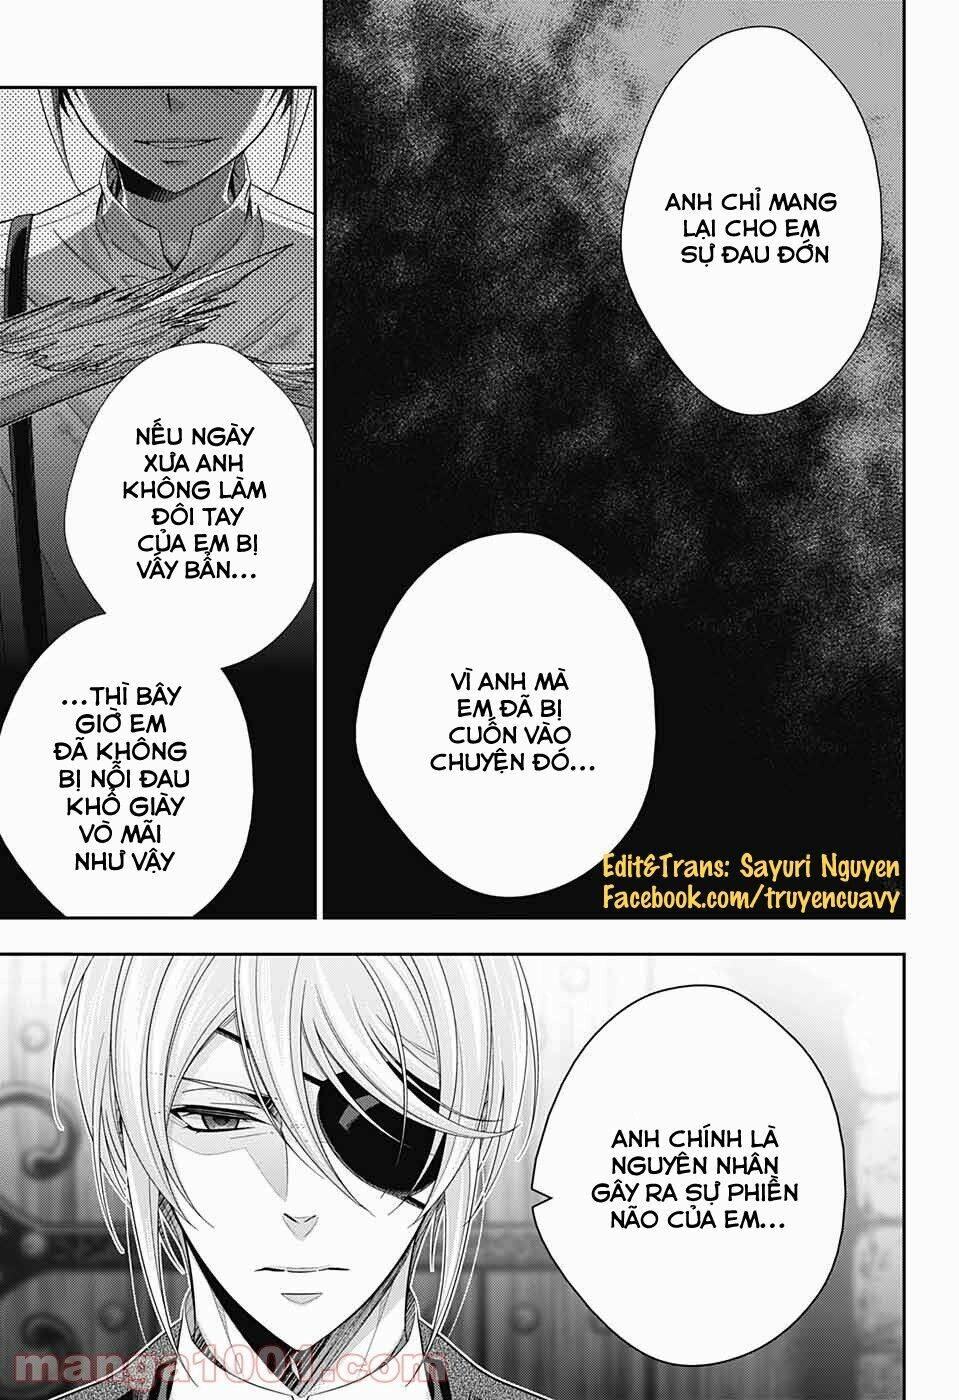 ANH CHỈ MANG
LẠI CHO EM
SỰ ĐAU ĐỚN
VÌ ANH MÀ
EM ĐÃ BỊ
CUỐN VÀO
CHUYỆN ĐÓ...
NẾU NGÀY
XƯA ANH
KHÔNG LÀM
ĐÔI TAY
CỦA EM BỊ
VẤY BẨN...
...THÌ BÂY
GIỜ EM
ĐÃ KHÔNG
BỊ NỖI ĐAU
KHỔ GIÀY
VÒ MÃI
NHƯ VẬY
Edit&Trans: Sayuri Nguyen
Facebook.com/truyencuavy
ANH CHÍNH LÀ
NGUYÊN NHÂN
GÂY RA SỰ PHIỀN
NÃO CỦA EM...
manga1001.com